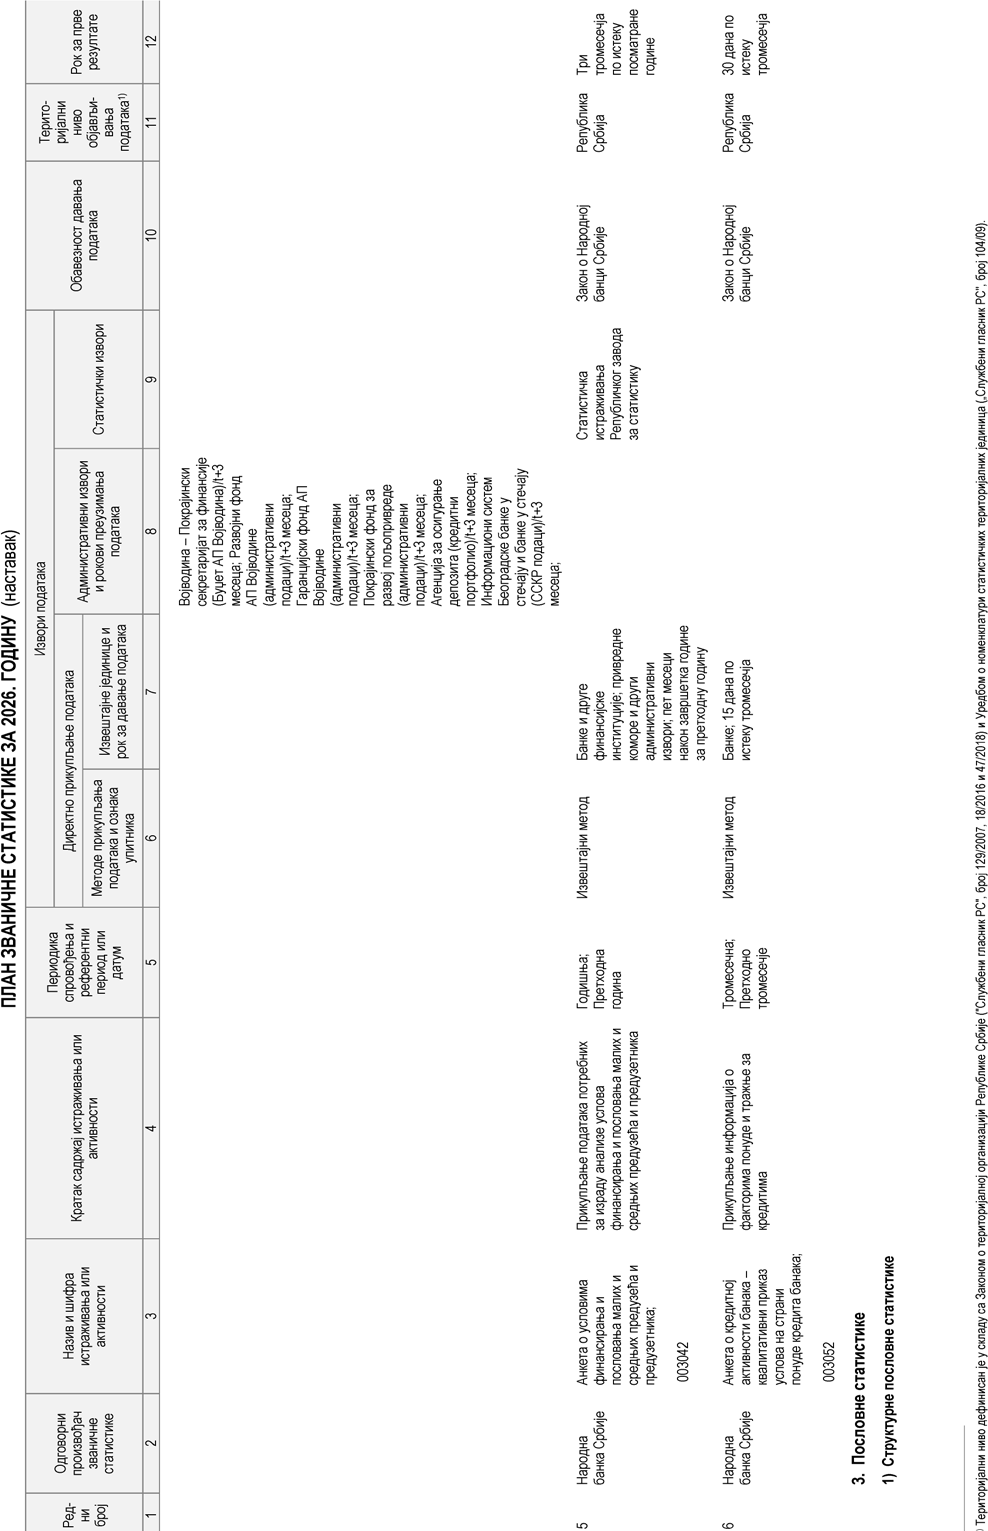 ПЛАН ЗВАНИЧНЕ СТАТИСТИКЕ ЗА 2026. ГОДИНУ (наставак)
Ред-
ни
број
Одговорни
произвођач
званичне
статистике
Назив и шифра
истраживања или
активности
Кратак садржај истраживања или
активности
Периодика
спровођења и
референтни
период или
датум
Извори података
Директно прикупљање података
Методе прикупљања
података и ознака
упитника
Извештајне јединице и
рок за давање података
Административни извори
и рокови преузимања
података
Статистички извори
Обавезност давања
података
Терито-
ријални
ниво
објављи-
вања
података¹⁾
Рок за прве
резултате
1 2 3 4 5 6 7 8 9 10 11 12
Војводина – Покрајински
секретаријат за финансије
(Буџет АП Војводина)/t+3
месеца; Развојни фонд
АП Војводине
(административни
подаци)/t+3 месеца;
Гаранцијски фонд АП
Војводине
(административни
подаци)/t+3 месеца;
Покрајински фонд за
развој пољопривреде
(административни
подаци)/t+3 месеца;
Агенција за осигурање
депозита (кредитни
портфолио)/t+3 месеца;
Информациони систем
Београдске банке у
стечају и банке у стечају
(ССКР подаци)/t+3
месеца;
5
Народна
банка Србије
Анкета о условима
финансирања и
пословања малих и
средњих предузећа и
предузетника;
003042
Прикупљање података потребних
за израду анализе услова
финансирања и пословања малих и
средњих предузећа и предузетника
Годишња;
Претходна
година
Извештајни метод
Банке и друге
финансијске
институције; привредне
коморе и други
административни
извори; пет месеци
након завршетка године
за претходну годину
Статистичка
истраживања
Републичког завода
за статистику
Закон о Народној
банци Србије
Република
Србија
Три
тромесечја
по истеку
посматране
године
6
Народна
банка Србије
Анкета о кредитној
активности банака –
квалитативни приказ
услова на страни
понуде кредита банака;
003052
Прикупљање информација о
факторима понуде и тражње за
кредитима
Тромесечна;
Претходно
тромесечје
Извештајни метод
Банке; 15 дана по
истеку тромесечја
Закон о Народној
банци Србије
Република
Србија
30 дана по
истеку
тромесечја
3. Пословне статистике
1) Структурне пословне статистике
⁾ Територијални ниво дефинисан је у складу са Законом о територијалној организацији Републике Србије ("Службени гласник РС", број 129/2007, 18/2016 и 47/2018) и Уредбом о номенклатури статистичких територијалних јединица („Службени гласник РС", број 104/09).